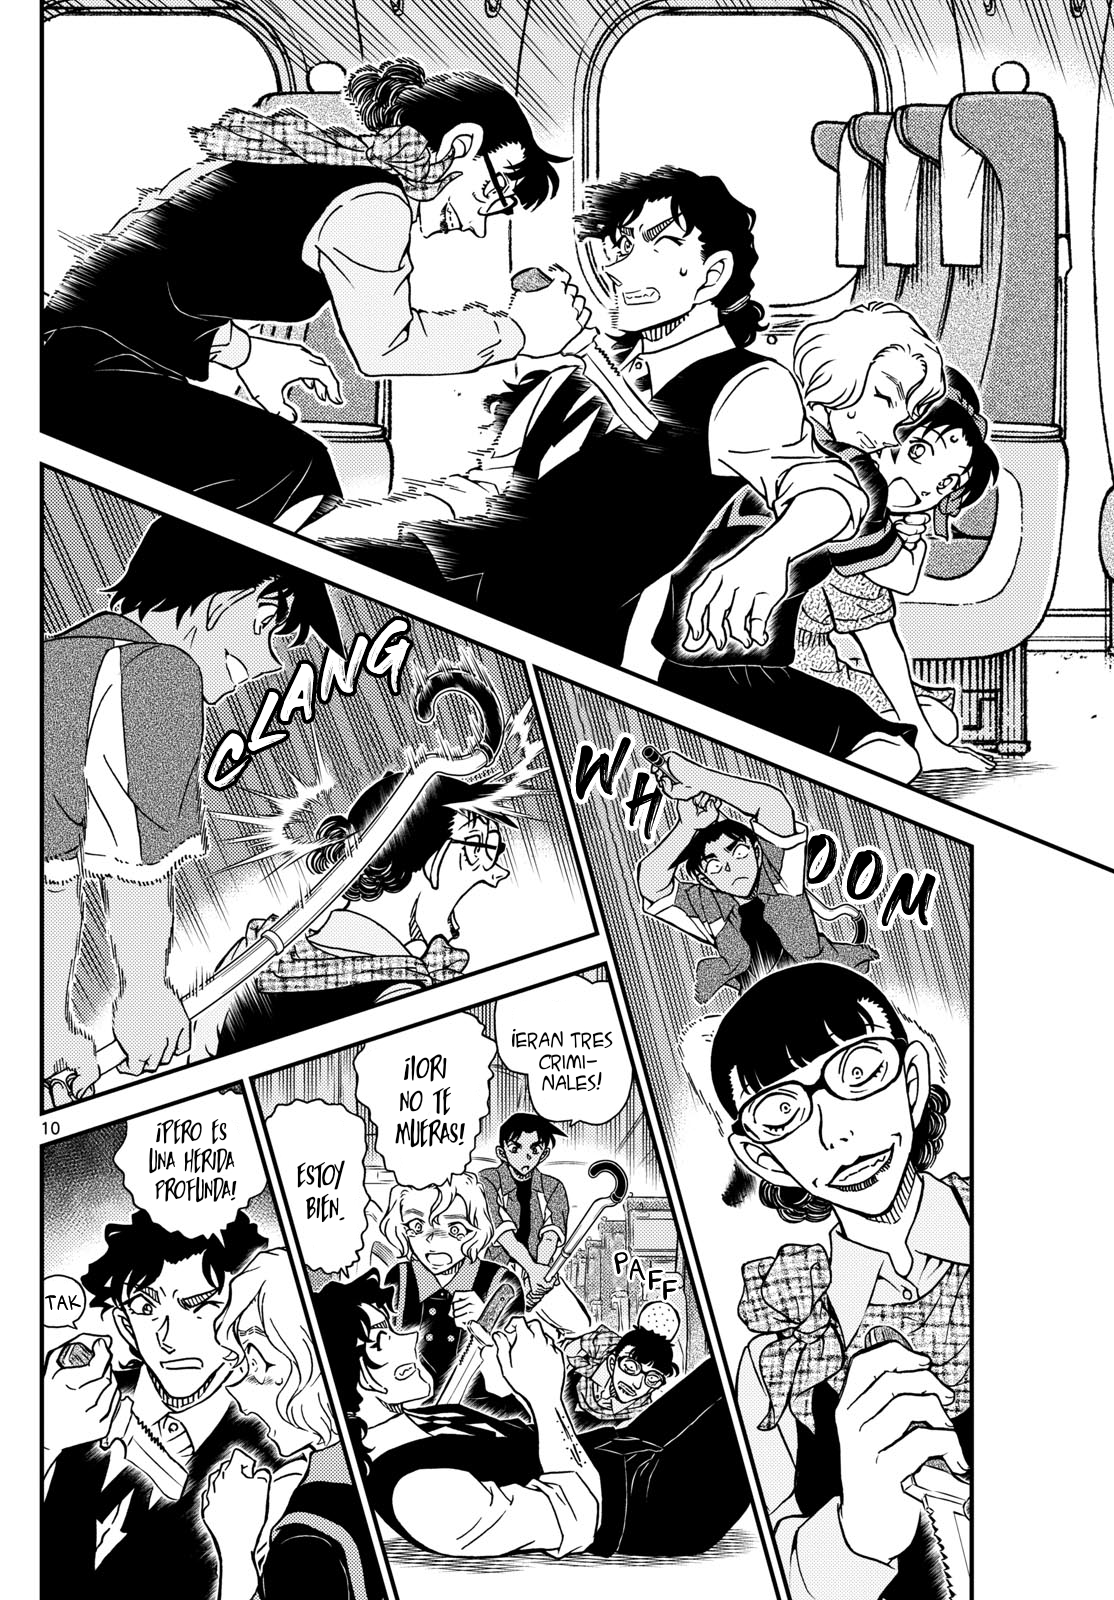 WH
OOM
CLANG
¡ERAN TRES
CRIMI-
NALES!
¡IORI
NO TE
MUERAS!
ESTOY
BIEN.
PAFF
¡PERO ES
UNA HERIDA
PROFUNDA!
TAK
10